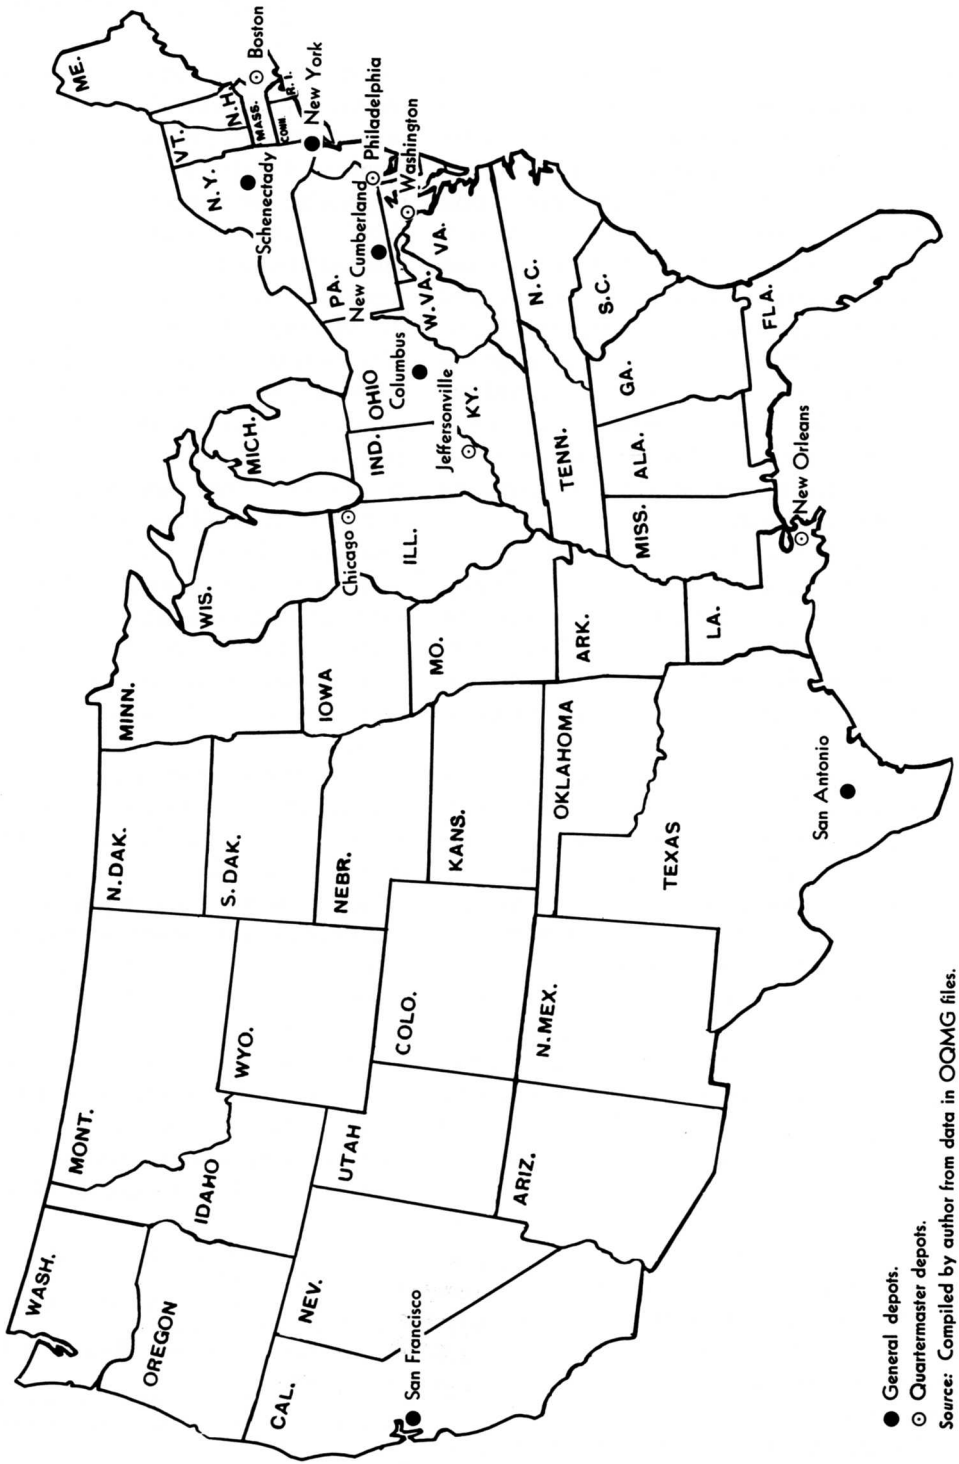 WASH.
OREGON
CAL.
San Francisco
NEV.
IDAHO
MONT.
WYO.
UTAH
ARIZ.
COLO.
N.MEX.
N.DAK.
S. DAK.
NEBR.
KANS.
OKLAHOMA
TEXAS
San Antonio
MINN.
IOWA
MO.
ARK.
LA.
WIS.
Chicago
ILL.
MISS.
New Orleans
MICH.
IND.
Jeffersonville
KY.
TENN.
ALA.
OHIO
Columbus
GA.
FLA.
W.VA.
VA.
N.C.
S.C.
PA.
New Cumberland
N.Y.
Schenectady
VT.
N.H.
ME.
MASS.
CONN.
R.I.
Boston
New York
Philadelphia
Washington
General depots.
Quartermaster depots.
Source: Compiled by author from data in OQMG files.